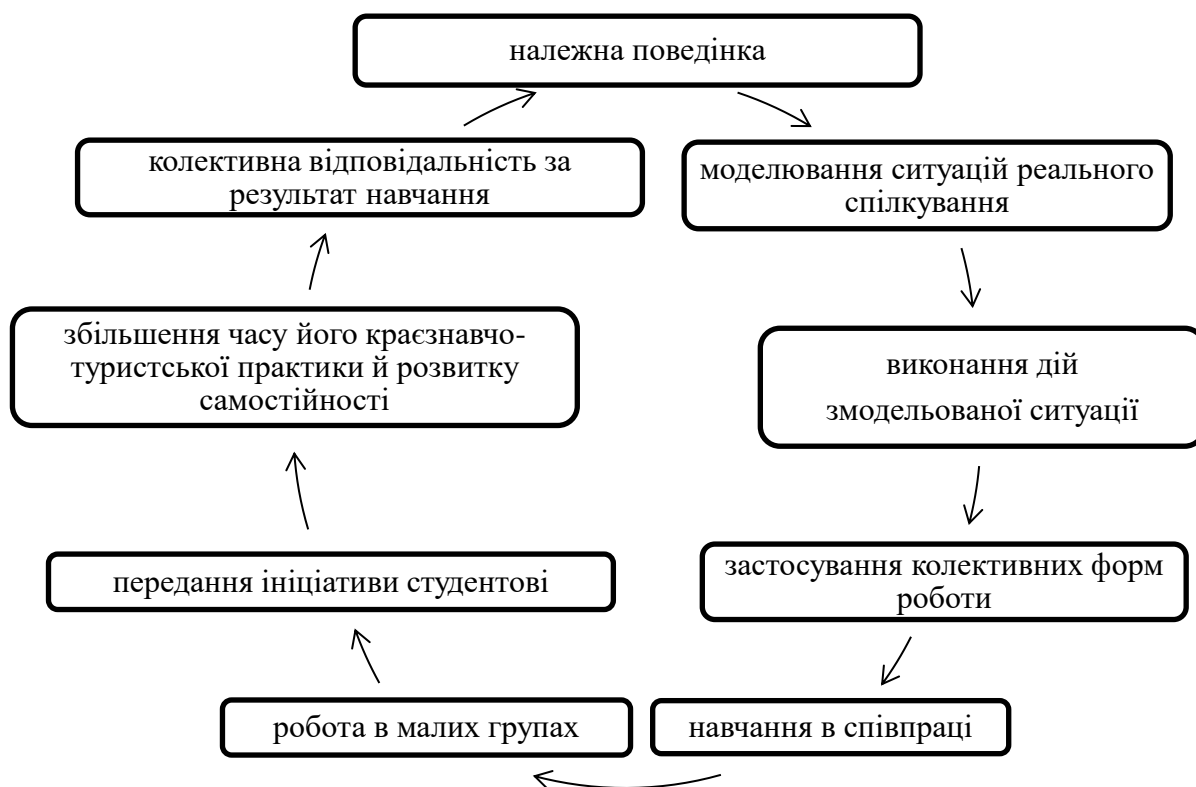 належна поведінка
колективна відповідальність за
результат навчання
моделювання ситуацій реального
спілкування
збільшення часу його краєзнавчо-
туристської практики й розвитку
самостійності
виконання дій
змодельованої ситуації
передання ініціативи студентові
застосування колективних форм
роботи
робота в малих групах
навчання в співпраці